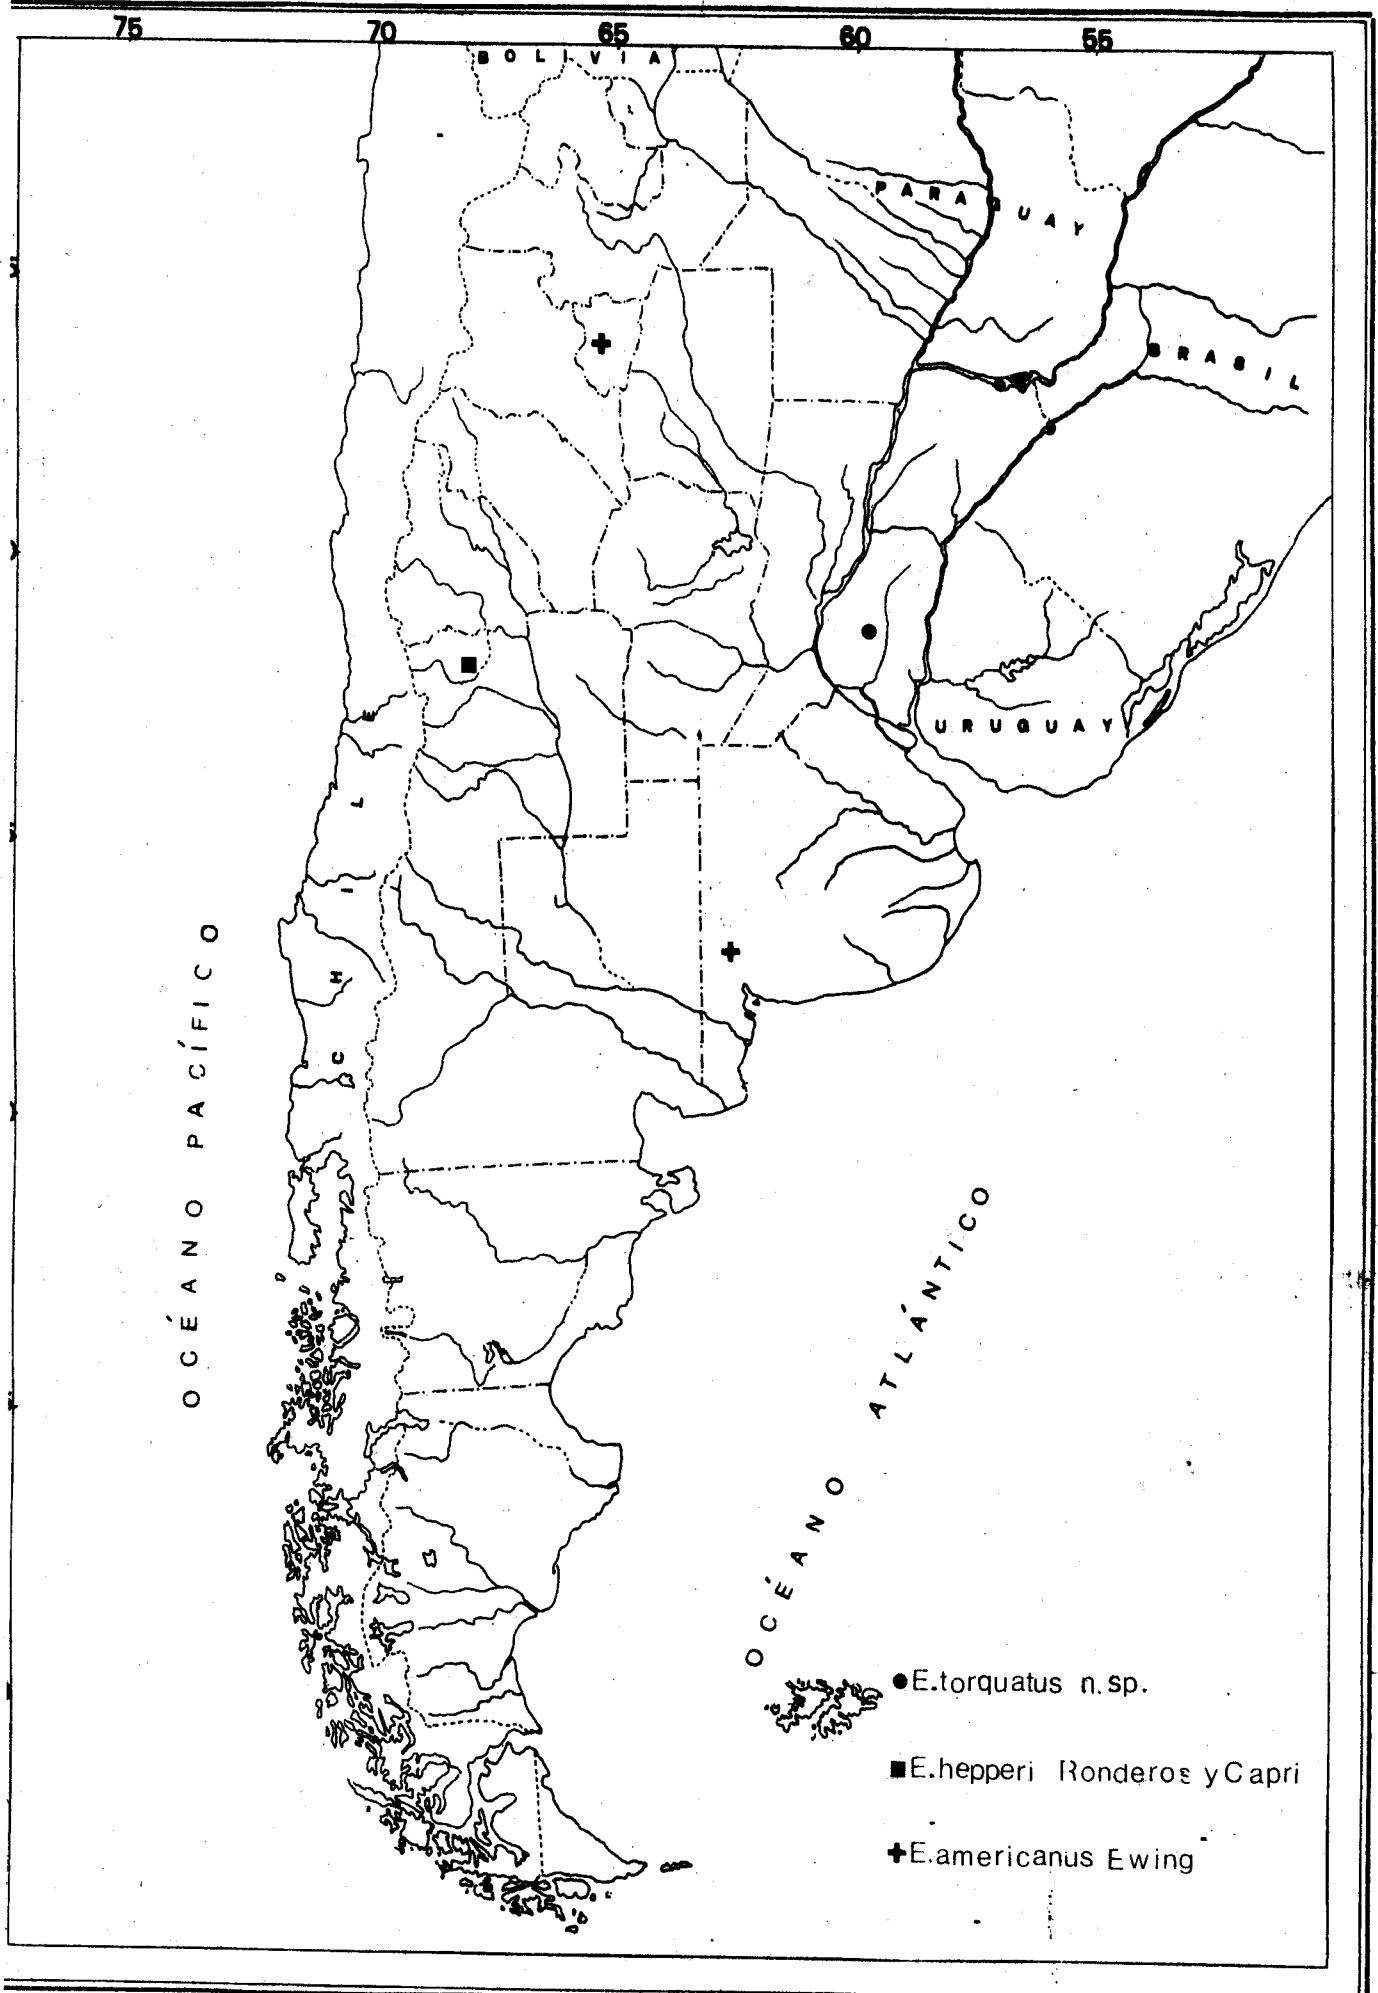 75 70 65 60 55
BOLIVIA
PARAGUAY
BRASIL
URUGUAY
CHILE
OCÉANO PACÍFICO
OCÉANO ATLÁNTICO
E.torquatus n.sp.
E.hepperi Ronderos y Capri
E.americanus Ewing